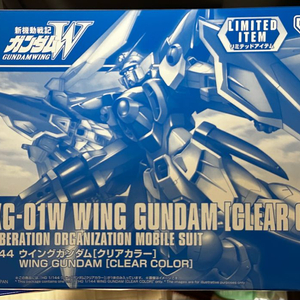 新機動戦記
ガンダムW
GUNDAMWING
LIMITED
ITEM
リミテッドアイテム
XG-01W WING GUNDAM [CLEAR C
BERATION ORGANIZATION MOBILE SUIT
44 ウイングガンダム[クリアカラー]
WING GUNDAM [CLEAR COLOR]